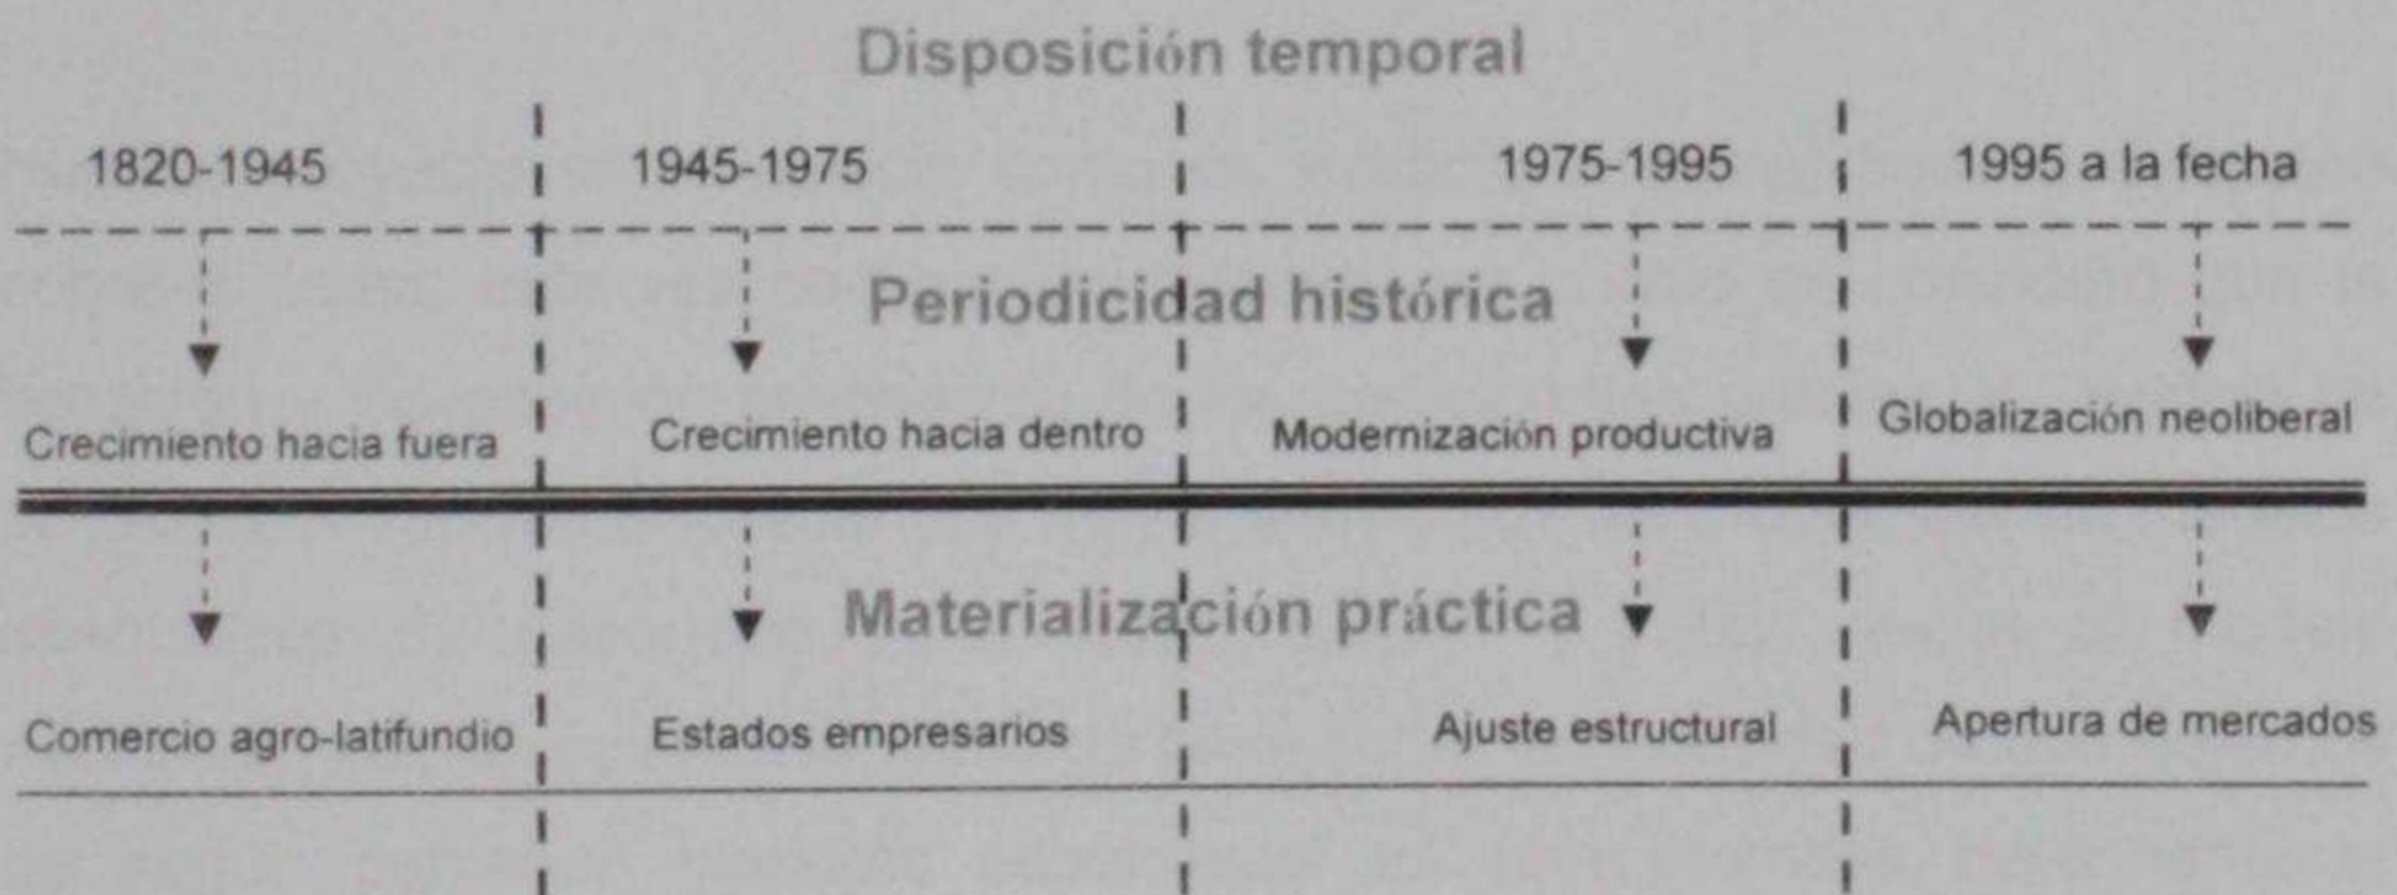 Disposición temporal
1820-1945 1945-1975 1975-1995 1995 a la fecha
Periodicidad histórica
Crecimiento hacia fuera Crecimiento hacia dentro Modernización productiva Globalización neoliberal
Materialización práctica
Comercio agro-latifundio Estados empresarios Ajuste estructural Apertura de mercados